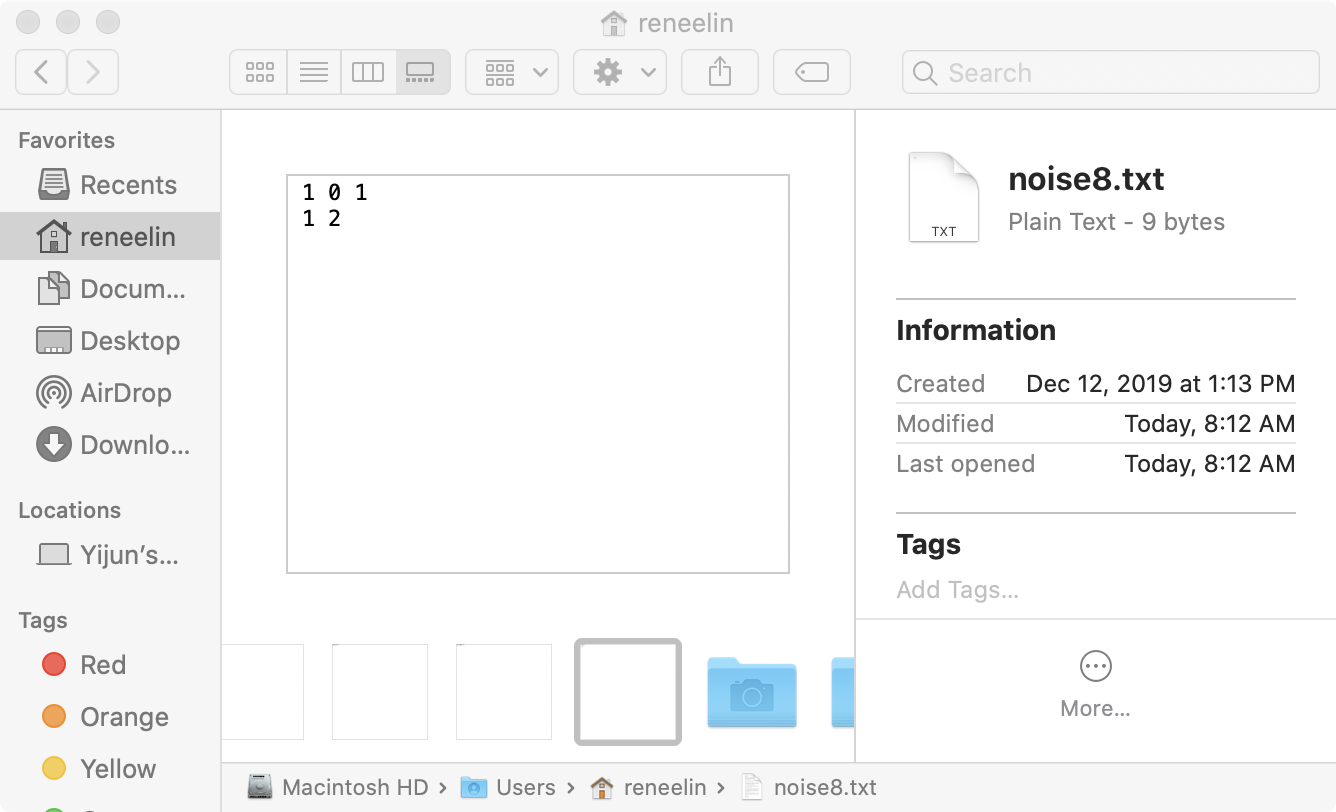 reneelin
Search
Favorites
Recents
reneelin
Docum...
Desktop
AirDrop
Downlo...
Locations
Yijun's...
Tags
Red
Orange
Yellow
1 0 1
1 2
noise8.txt
TXT
Plain Text - 9 bytes
Information
Created Dec 12, 2019 at 1:13 PM
Modified Today, 8:12 AM
Last opened Today, 8:12 AM
Tags
Add Tags...
More...
Macintosh HD › Users › reneelin › noise8.txt